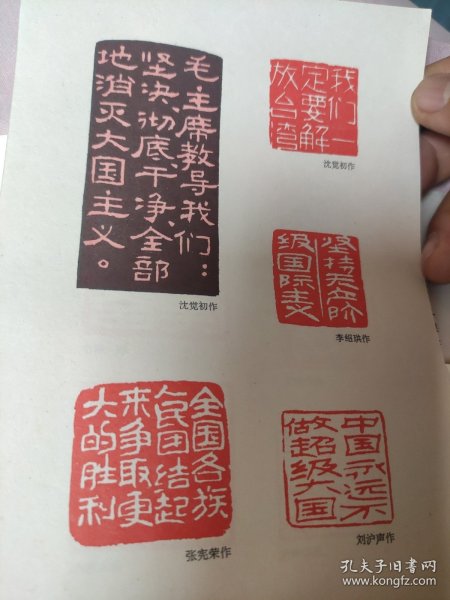 毛主席教导我们：
坚决、彻底、干净、全部
地消灭大国主义。
沈觉初作
我们一
定要解
放台湾
沈觉初作
坚持无产阶
级国际主义
李绍珙作
全国各族
人民团结起
来争取更
大的胜利
张宪荣作
中国永远不
做超级大国
刘沪声作
孔夫子旧书网
www.kongfz.com